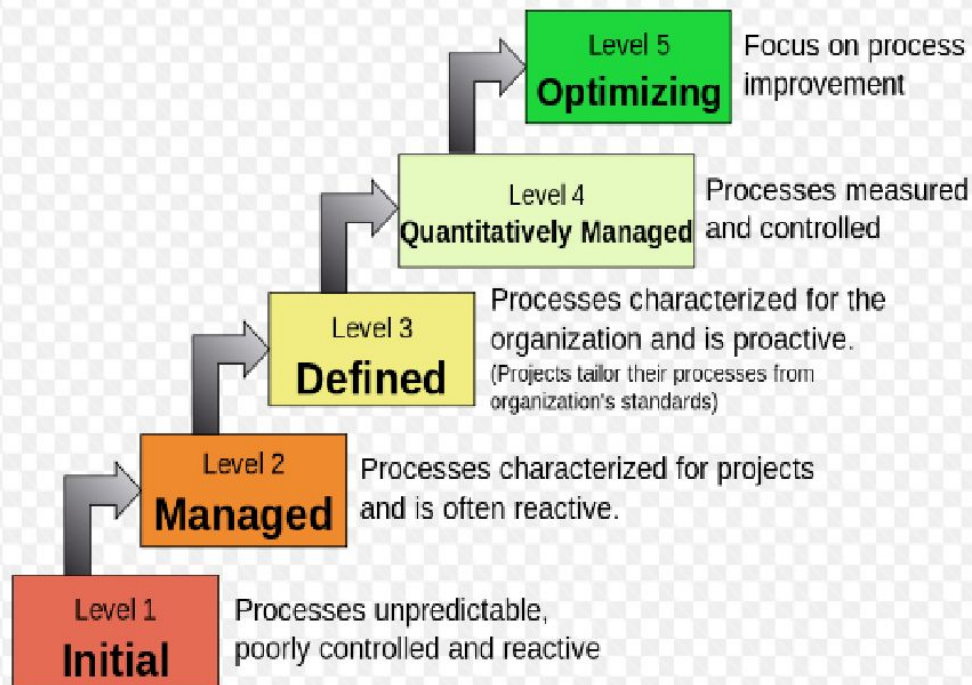 Level 5
Optimizing
Focus on process
improvement
Level 4
Quantitatively Managed
Processes measured
and controlled
Level 3
Defined
Processes characterized for the
organization and is proactive.
(Projects tailor their processes from
organization's standards)
Level 2
Managed
Processes characterized for projects
and is often reactive.
Level 1
Initial
Processes unpredictable,
poorly controlled and reactive